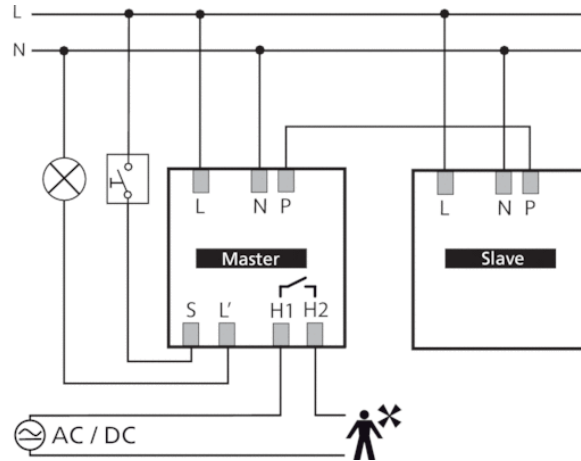 L
N
L N P
L N P
Master
Slave
S L' H1 H2
AC / DC